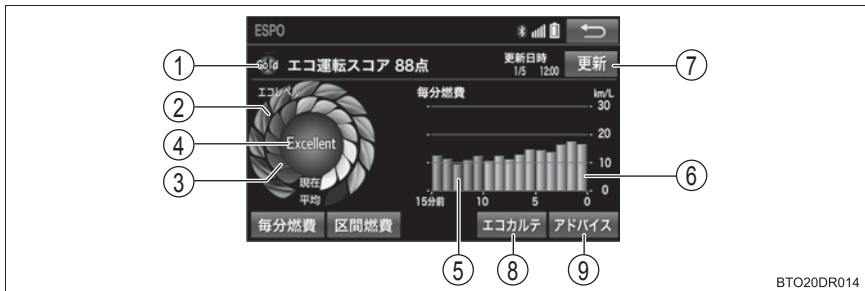 ESPO
① Gold エコ運転スコア 88点 更新日時 1/5 12:00 更新 ⑦
② エコレベル 毎分燃費 km/L
30
④ Excellent 20
③ 10 ⑥
現在 0
平均 15分前 10 5 0
毎分燃費 区間燃費 エコカルテ アドバイス
⑤ ⑧ ⑨
BTO20DR014